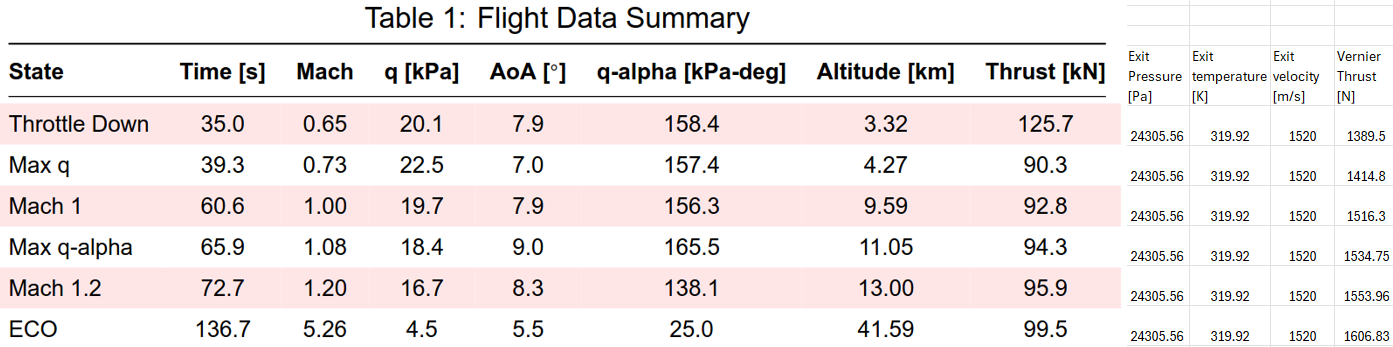 Table 1: Flight Data Summary
State Time [s] Mach q [kPa] AoA [°] q-alpha [kPa-deg] Altitude [km] Thrust [kN] Exit Pressure [Pa] Exit temperature [K] Exit velocity [m/s] Vernier Thrust [N]
Throttle Down 35.0 0.65 20.1 7.9 158.4 3.32 125.7 24305.56 319.92 1520 1389.5
Max q 39.3 0.73 22.5 7.0 157.4 4.27 90.3 24305.56 319.92 1520 1414.8
Mach 1 60.6 1.00 19.7 7.9 156.3 9.59 92.8 24305.56 319.92 1520 1516.3
Max q-alpha 65.9 1.08 18.4 9.0 165.5 11.05 94.3 24305.56 319.92 1520 1534.75
Mach 1.2 72.7 1.20 16.7 8.3 138.1 13.00 95.9 24305.56 319.92 1520 1553.96
ECO 136.7 5.26 4.5 5.5 25.0 41.59 99.5 24305.56 319.92 1520 1606.83